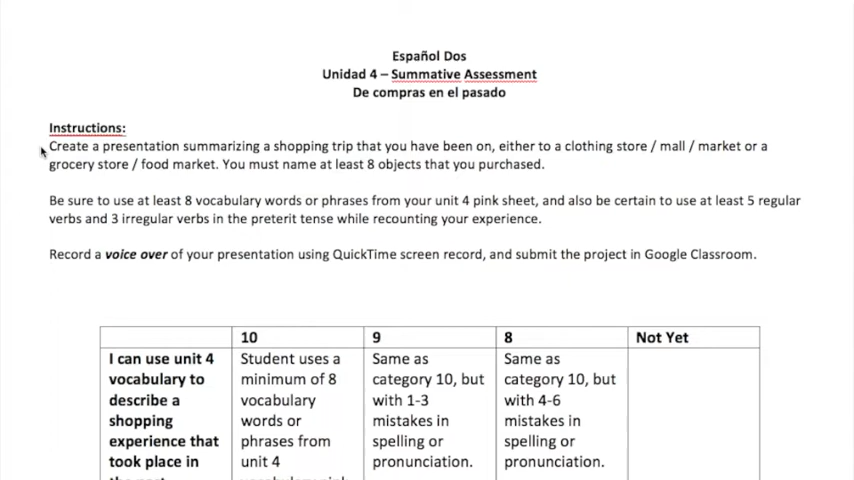 Español Dos
Unidad 4 – Summative Assessment
De compras en el pasado
Instructions:
Create a presentation summarizing a shopping trip that you have been on, either to a clothing store / mall / market or a
grocery store / food market. You must name at least 8 objects that you purchased.
Be sure to use at least 8 vocabulary words or phrases from your unit 4 pink sheet, and also be certain to use at least 5 regular
verbs and 3 irregular verbs in the preterit tense while recounting your experience.
Record a voice over of your presentation using QuickTime screen record, and submit the project in Google Classroom.
10 9 8 Not Yet
I can use unit 4 Student uses a Same as Same as
vocabulary to minimum of 8 category 10, but category 10, but
describe a vocabulary with 1-3 with 4-6
shopping words or mistakes in mistakes in
experience that phrases from spelling or spelling or
took place in unit 4 pronunciation. pronunciation.